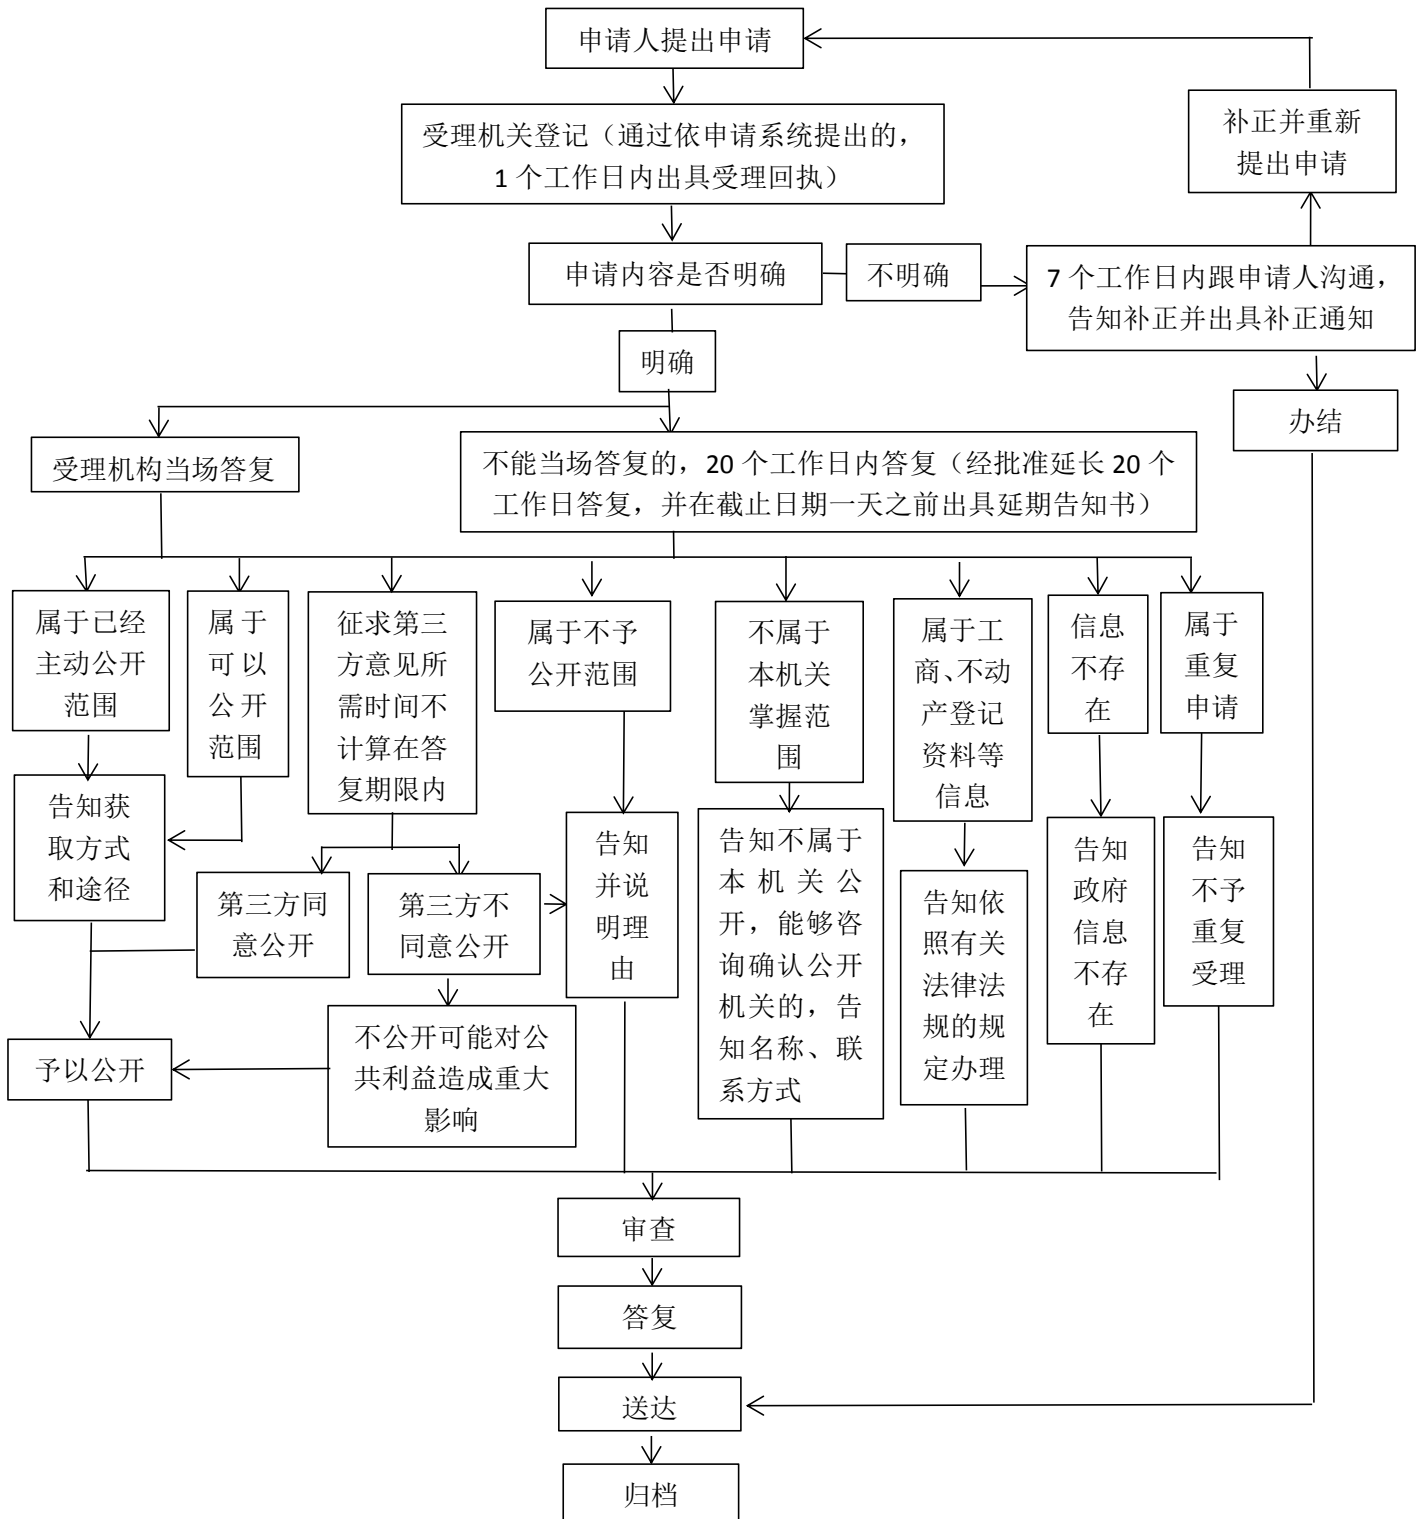 申请人提出申请
受理机关登记（通过依申请系统提出的，
1 个工作日内出具受理回执）
补正并重新
提出申请
申请内容是否明确
不明确
7 个工作日内跟申请人沟通，
告知补正并出具补正通知
明确
办结
受理机构当场答复
不能当场答复的，20 个工作日内答复（经批准延长 20 个
工作日答复，并在截止日期一天之前出具延期告知书）
属于已经
主动公开
范围
属于
可以
公开
范围
征求第三
方意见所
需时间不
计算在答
复期限内
属于不予
公开范围
不属于
本机关
掌握范
围
属于工
商、不动
产登记
资料等
信息
信息
不存
在
属于
重复
申请
告知获
取方式
和途径
第三方同
意公开
第三方不
同意公开
告知
并说
明理
由
告知不属于
本机关公
开，能够咨
询确认公开
机关的，告
知名称、联
系方式
告知依
照有关
法律法
规的规
定办理
告知
政府
信息
不存
在
告知
不予
重复
受理
予以公开
不公开可能对公
共利益造成重大
影响
审查
答复
送达
归档